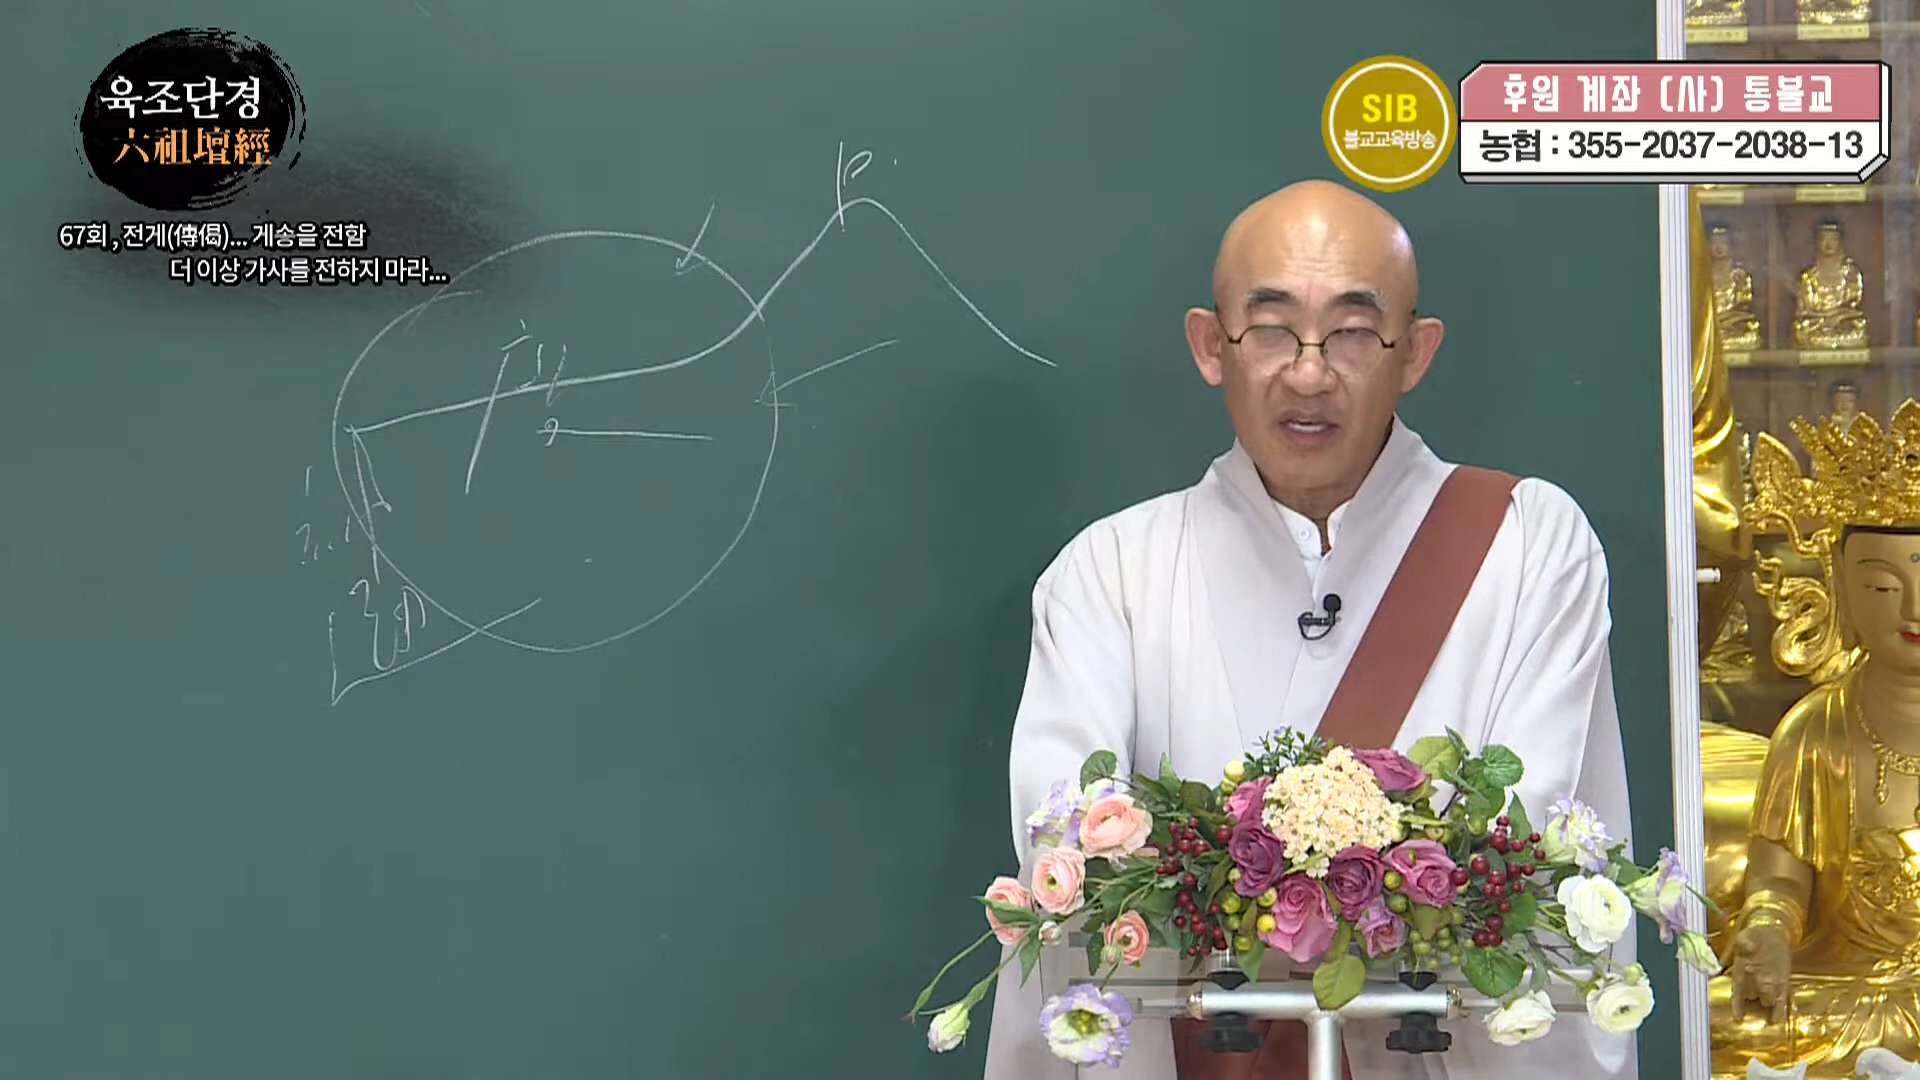 육조단경
六祖壇經
67회, 전게(傳偈)... 게송을 전함
더 이상 가사를 전하지 마라...
SIB
불교교육방송
후원 계좌 (사) 통불교
농협 : 355-2037-2038-13